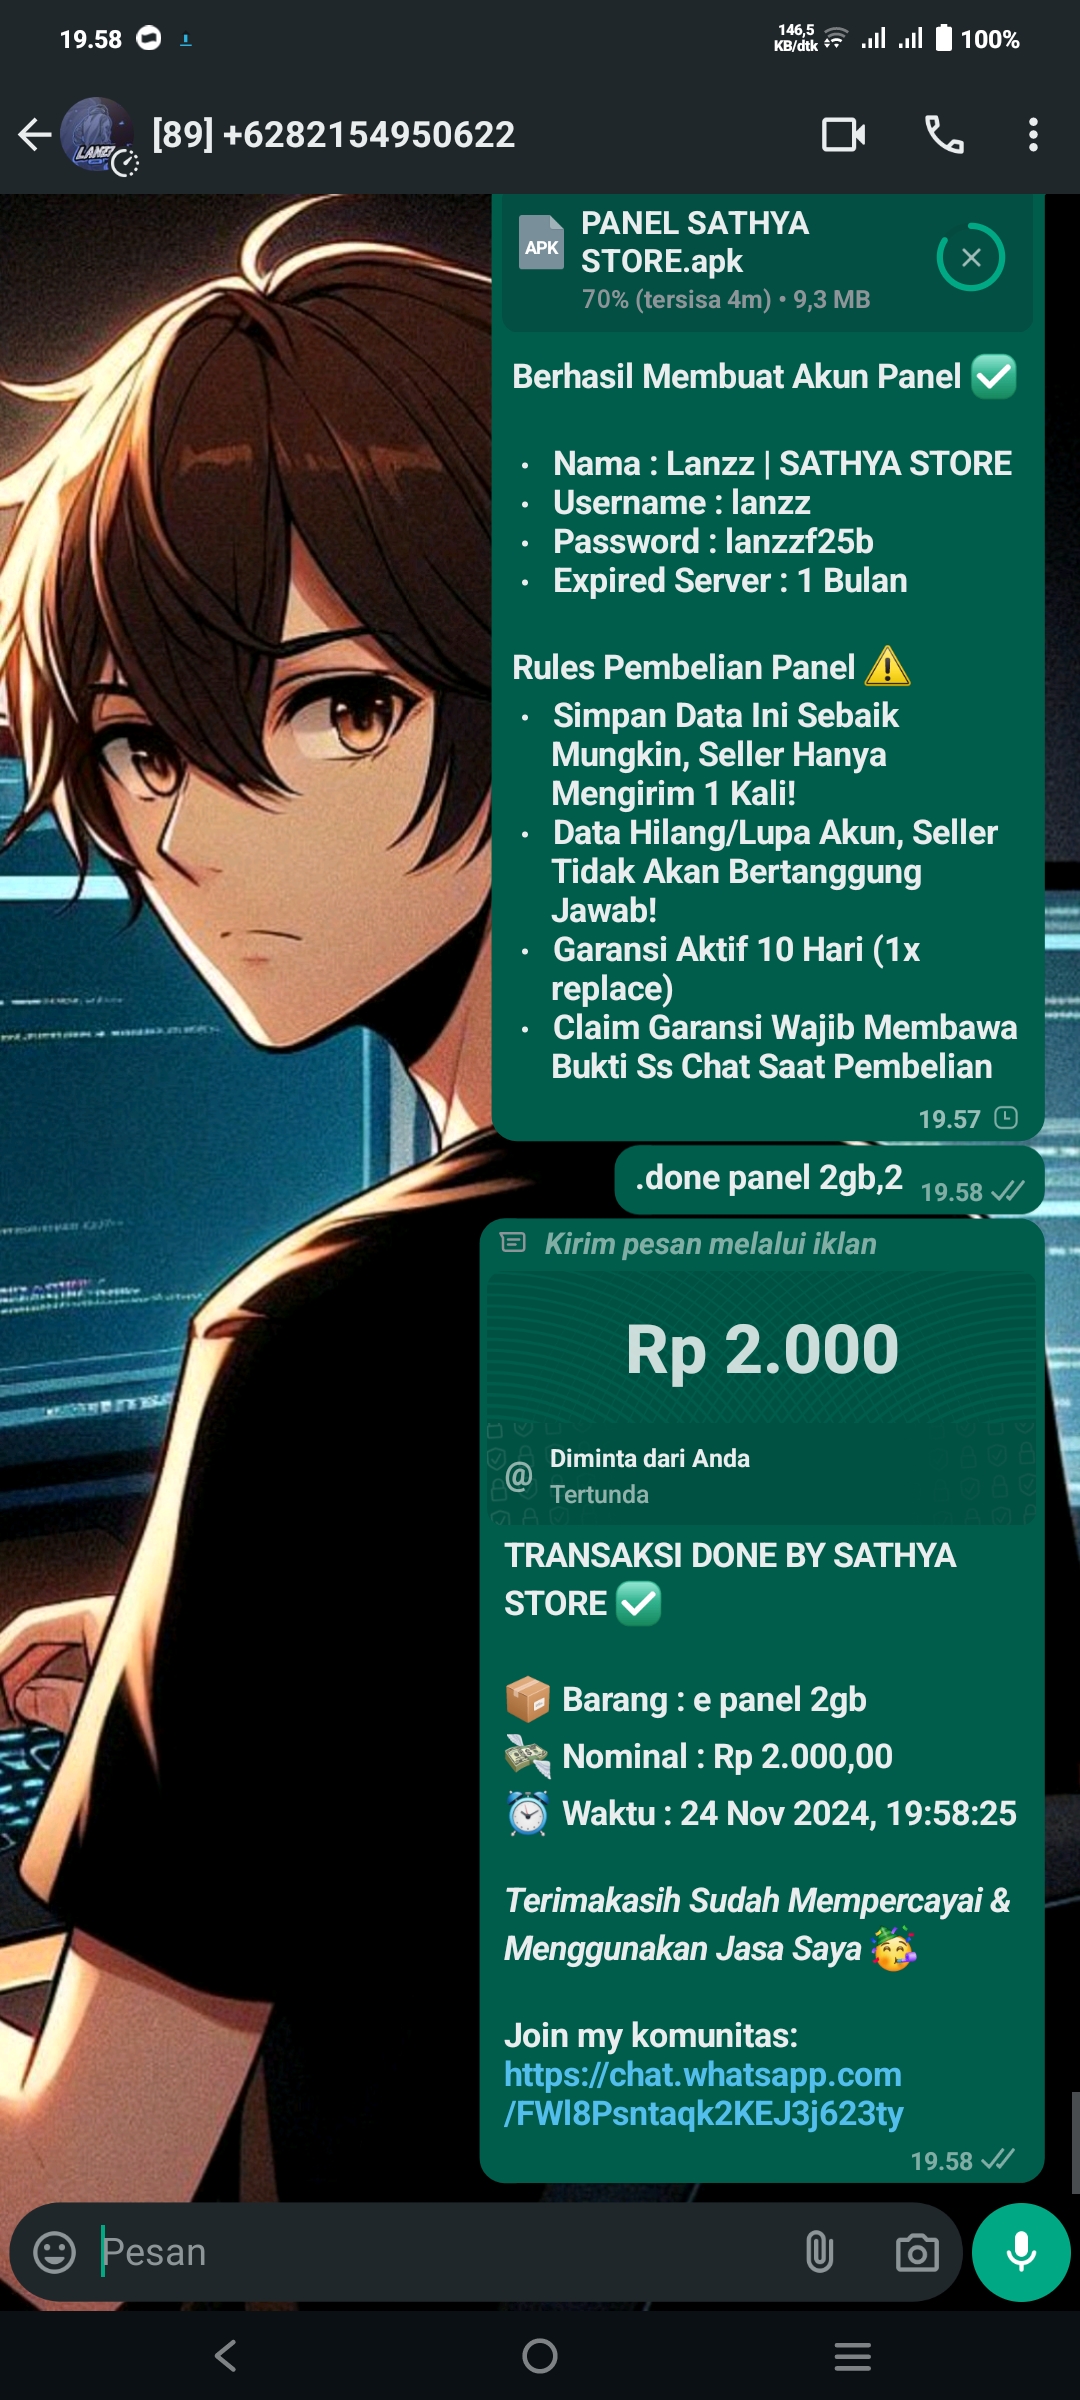 19.58
146,5
KB/dtk
100%
[89] +6282154950622
LANZZ
APK
PANEL SATHYA
STORE.apk
70% (tersisa 4m) • 9,3 MB
Berhasil Membuat Akun Panel ✅
• Nama : Lanzz | SATHYA STORE
• Username : lanzz
• Password : lanzzf25b
• Expired Server : 1 Bulan
Rules Pembelian Panel ⚠️
• Simpan Data Ini Sebaik
Mungkin, Seller Hanya
Mengirim 1 Kali!
• Data Hilang/Lupa Akun, Seller
Tidak Akan Bertanggung
Jawab!
• Garansi Aktif 10 Hari (1x
replace)
• Claim Garansi Wajib Membawa
Bukti Ss Chat Saat Pembelian
19.57
.done panel 2gb,2 19.58
Kirim pesan melalui iklan
Rp 2.000
@
Diminta dari Anda
Tertunda
TRANSAKSI DONE BY SATHYA
STORE ✅
📦 Barang : e panel 2gb
💸 Nominal : Rp 2.000,00
⏰ Waktu : 24 Nov 2024, 19:58:25
Terimakasih Sudah Mempercayai &
Menggunakan Jasa Saya 🥳
Join my komunitas:
https://chat.whatsapp.com
/FWl8Psntaqk2KEJ3j623ty
19.58
Pesan